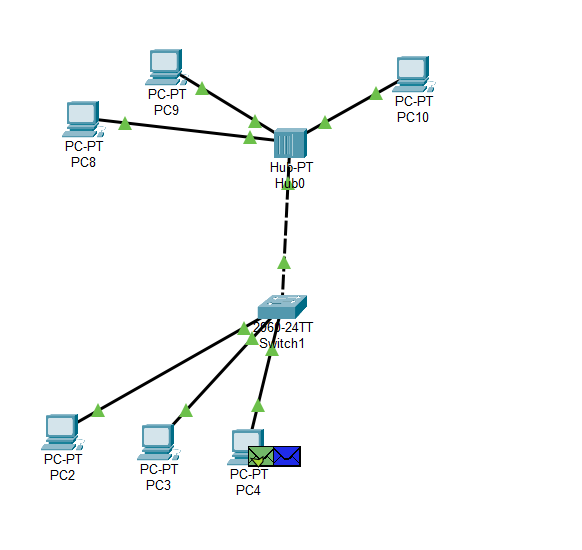 PC-PT
PC9
PC-PT
PC10
PC-PT
PC8
Hub-PT
Hub0
2960-24TT
Switch1
PC-PT
PC2
PC-PT
PC3
PC-PT
PC4